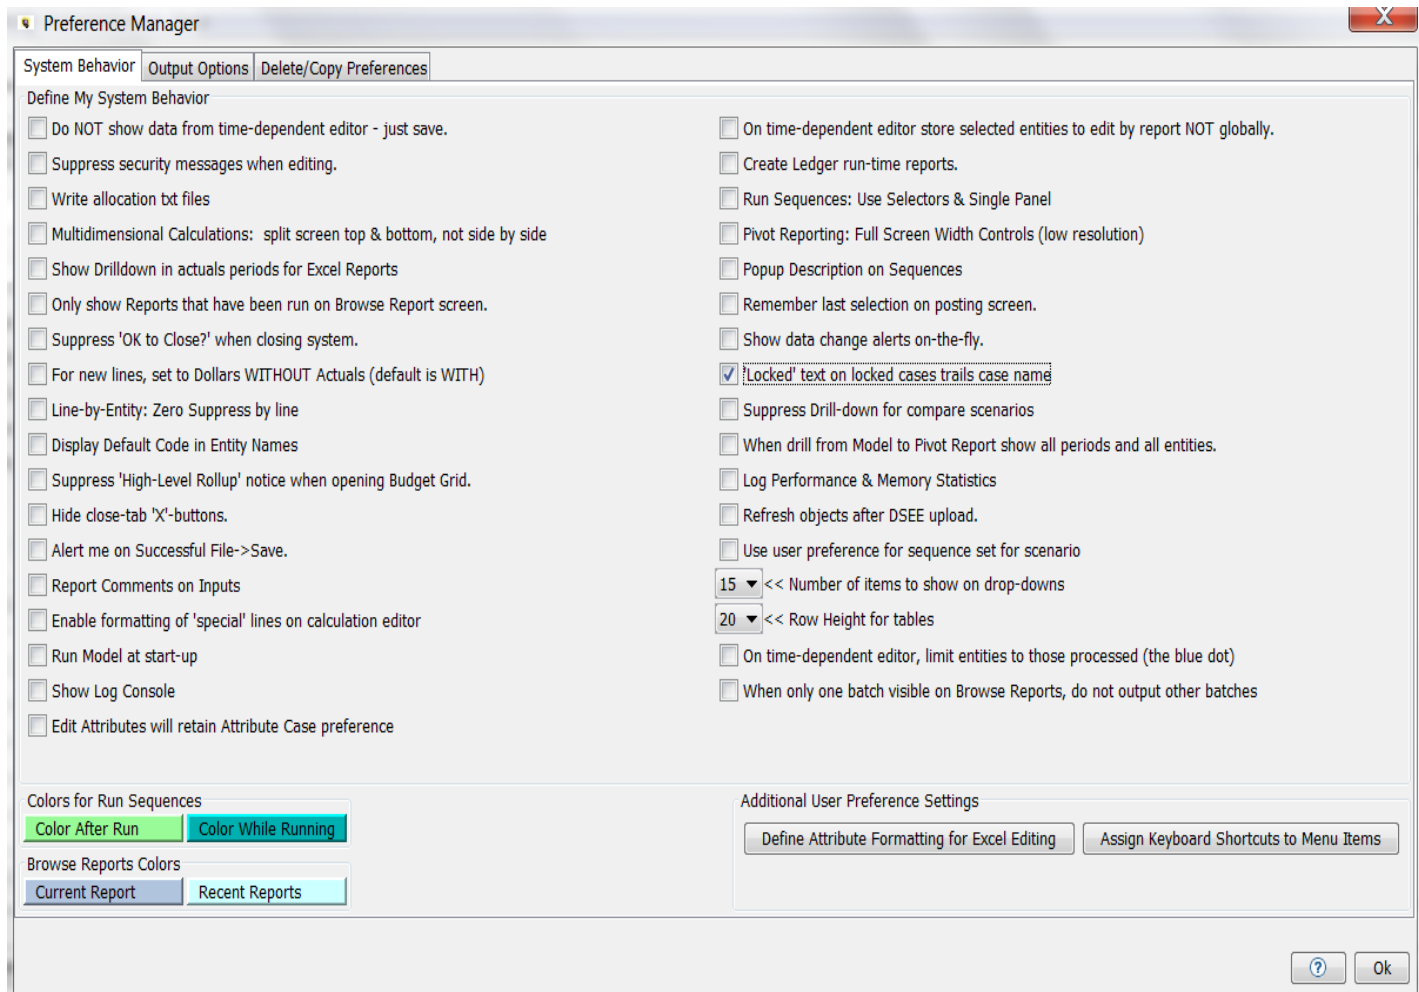 Preference Manager
X
System Behavior Output Options Delete/Copy Preferences
Define My System Behavior
Do NOT show data from time-dependent editor - just save.
Suppress security messages when editing.
Write allocation txt files
Multidimensional Calculations:  split screen top & bottom, not side by side
Show Drilldown in actuals periods for Excel Reports
Only show Reports that have been run on Browse Report screen.
Suppress 'OK to Close?' when closing system.
For new lines, set to Dollars WITHOUT Actuals (default is WITH)
Line-by-Entity: Zero Suppress by line
Display Default Code in Entity Names
Suppress 'High-Level Rollup' notice when opening Budget Grid.
Hide close-tab 'X'-buttons.
Alert me on Successful File->Save.
Report Comments on Inputs
Enable formatting of 'special' lines on calculation editor
Run Model at start-up
Show Log Console
Edit Attributes will retain Attribute Case preference
On time-dependent editor store selected entities to edit by report NOT globally.
Create Ledger run-time reports.
Run Sequences: Use Selectors & Single Panel
Pivot Reporting: Full Screen Width Controls (low resolution)
Popup Description on Sequences
Remember last selection on posting screen.
Show data change alerts on-the-fly.
'Locked' text on locked cases trails case name
Suppress Drill-down for compare scenarios
When drill from Model to Pivot Report show all periods and all entities.
Log Performance & Memory Statistics
Refresh objects after DSEE upload.
Use user preference for sequence set for scenario
15 << Number of items to show on drop-downs
20 << Row Height for tables
On time-dependent editor, limit entities to those processed (the blue dot)
When only one batch visible on Browse Reports, do not output other batches
Colors for Run Sequences
Color After Run Color While Running
Browse Reports Colors
Current Report Recent Reports
Additional User Preference Settings
Define Attribute Formatting for Excel Editing Assign Keyboard Shortcuts to Menu Items
? Ok